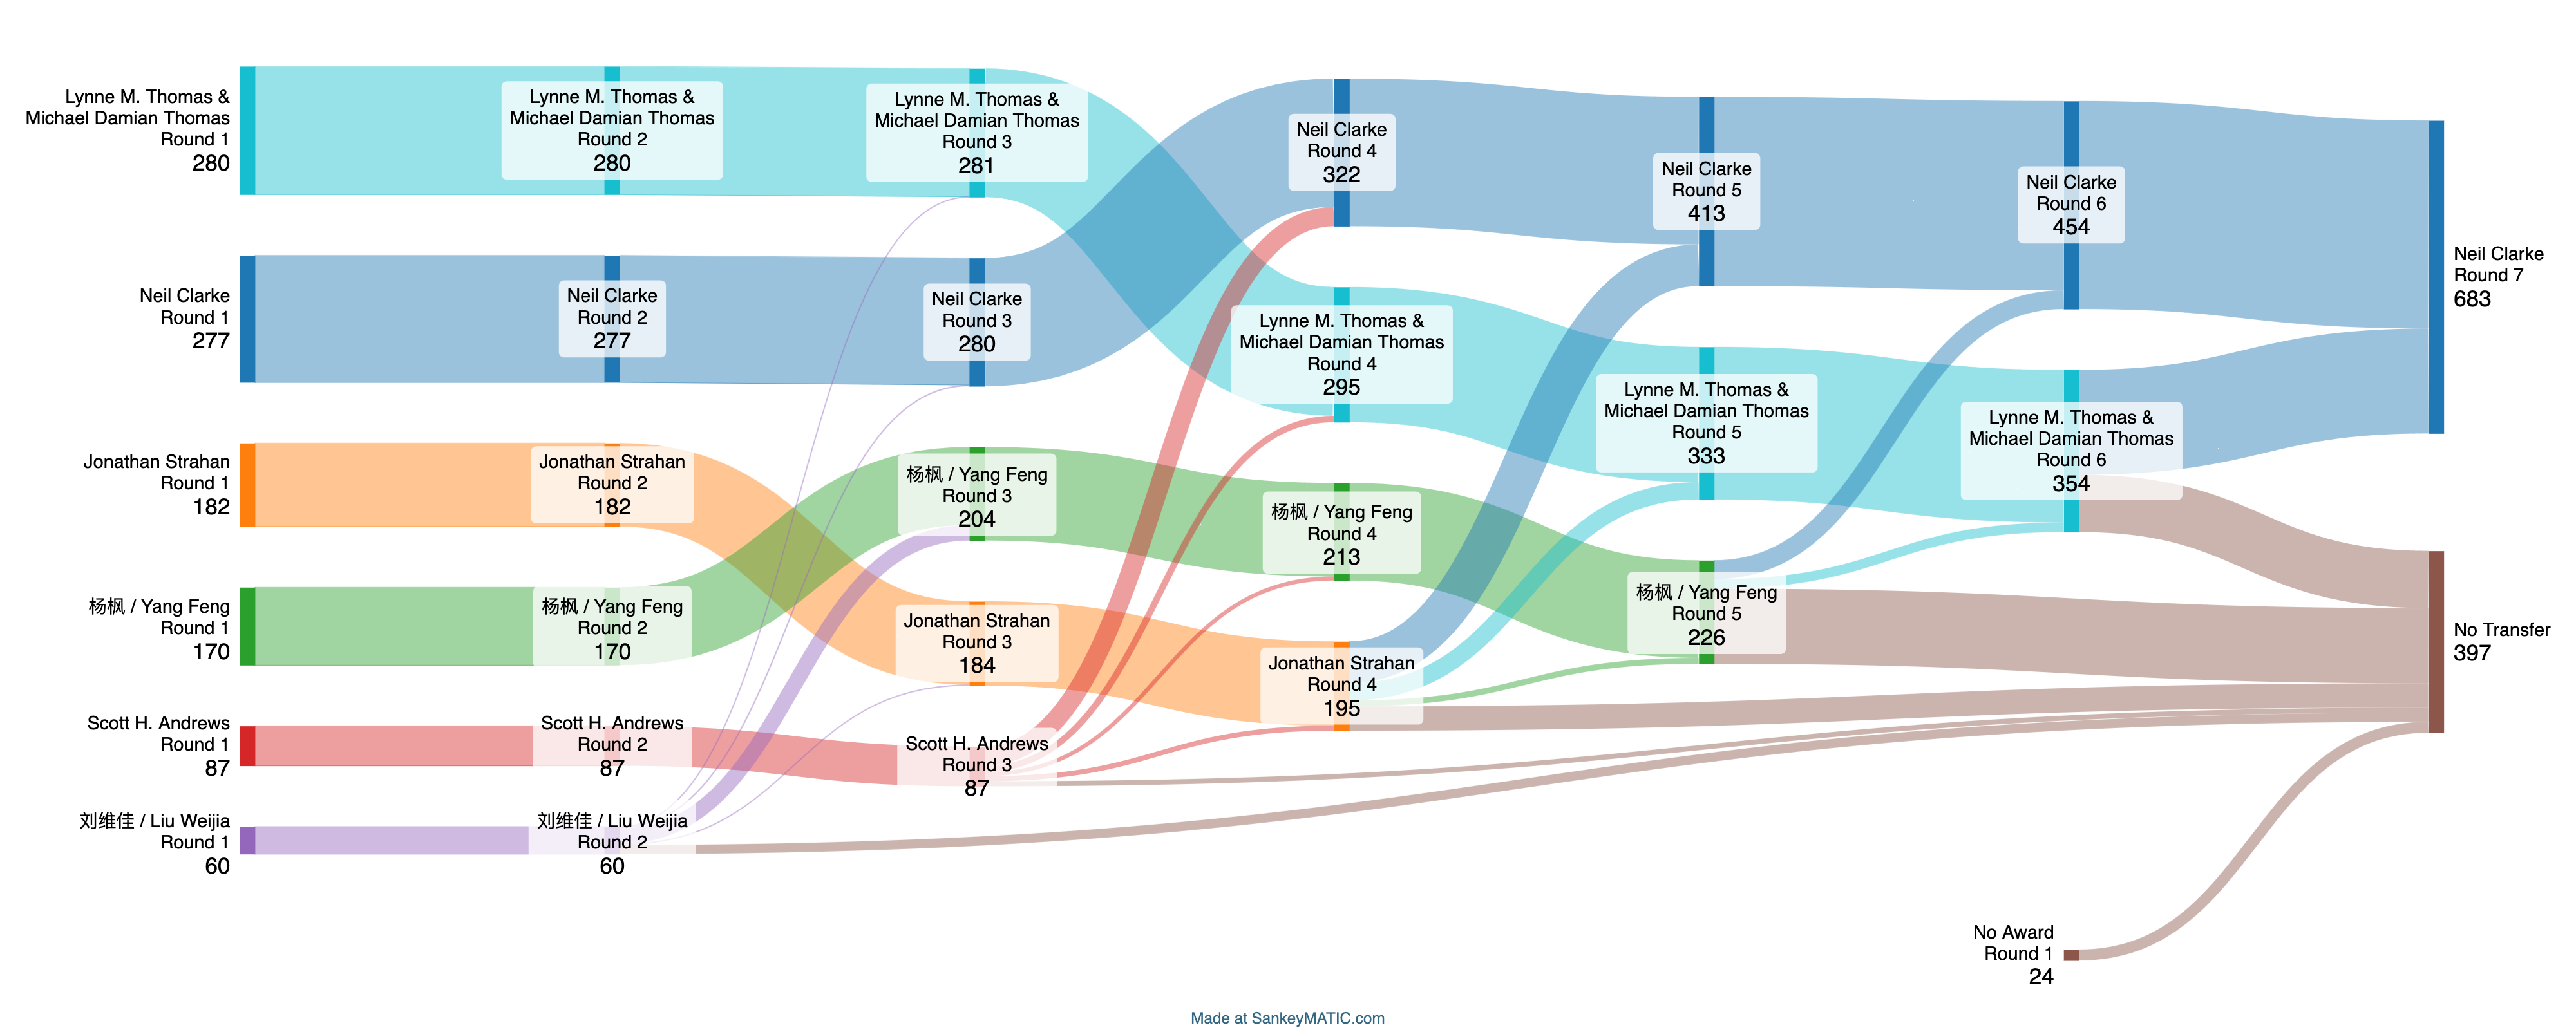 Lynne M. Thomas &
Michael Damian Thomas
Round 1
280
Neil Clarke
Round 1
277
Jonathan Strahan
Round 1
182
杨枫 / Yang Feng
Round 1
170
Scott H. Andrews
Round 1
87
刘维佳 / Liu Weijia
Round 1
60
Lynne M. Thomas &
Michael Damian Thomas
Round 2
280
Neil Clarke
Round 2
277
Jonathan Strahan
Round 2
182
杨枫 / Yang Feng
Round 2
170
Scott H. Andrews
Round 2
87
刘维佳 / Liu Weijia
Round 2
60
Lynne M. Thomas &
Michael Damian Thomas
Round 3
281
Neil Clarke
Round 3
280
杨枫 / Yang Feng
Round 3
204
Jonathan Strahan
Round 3
184
Scott H. Andrews
Round 3
87
Neil Clarke
Round 4
322
Lynne M. Thomas &
Michael Damian Thomas
Round 4
295
杨枫 / Yang Feng
Round 4
213
Jonathan Strahan
Round 4
195
Neil Clarke
Round 5
413
Lynne M. Thomas &
Michael Damian Thomas
Round 5
333
杨枫 / Yang Feng
Round 5
226
Neil Clarke
Round 6
454
Lynne M. Thomas &
Michael Damian Thomas
Round 6
354
No Award
Round 1
24
Neil Clarke
Round 7
683
No Transfer
397
Made at SankeyMATIC.com